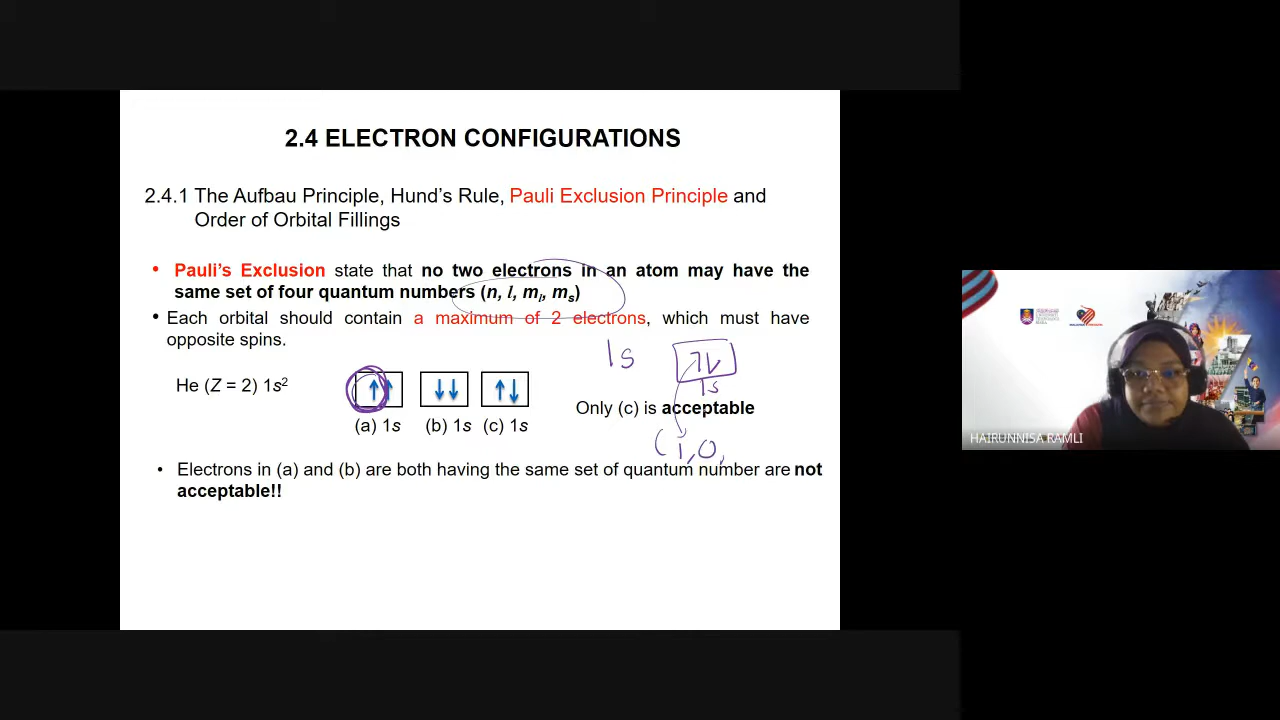 2.4 ELECTRON CONFIGURATIONS
2.4.1 The Aufbau Principle, Hund's Rule, Pauli Exclusion Principle and
Order of Orbital Fillings
• Pauli's Exclusion state that no two electrons in an atom may have the
same set of four quantum numbers (n, l, mₗ, mₛ)
• Each orbital should contain a maximum of 2 electrons, which must have
opposite spins.
1s
↿⇂
1s
He (Z = 2) 1s²
↑↑ ↓↓ ↑↓
Only (c) is acceptable
(a) 1s (b) 1s (c) 1s
(1,0,
• Electrons in (a) and (b) are both having the same set of quantum number are not
acceptable!!
HAIRUNNISA RAMLI